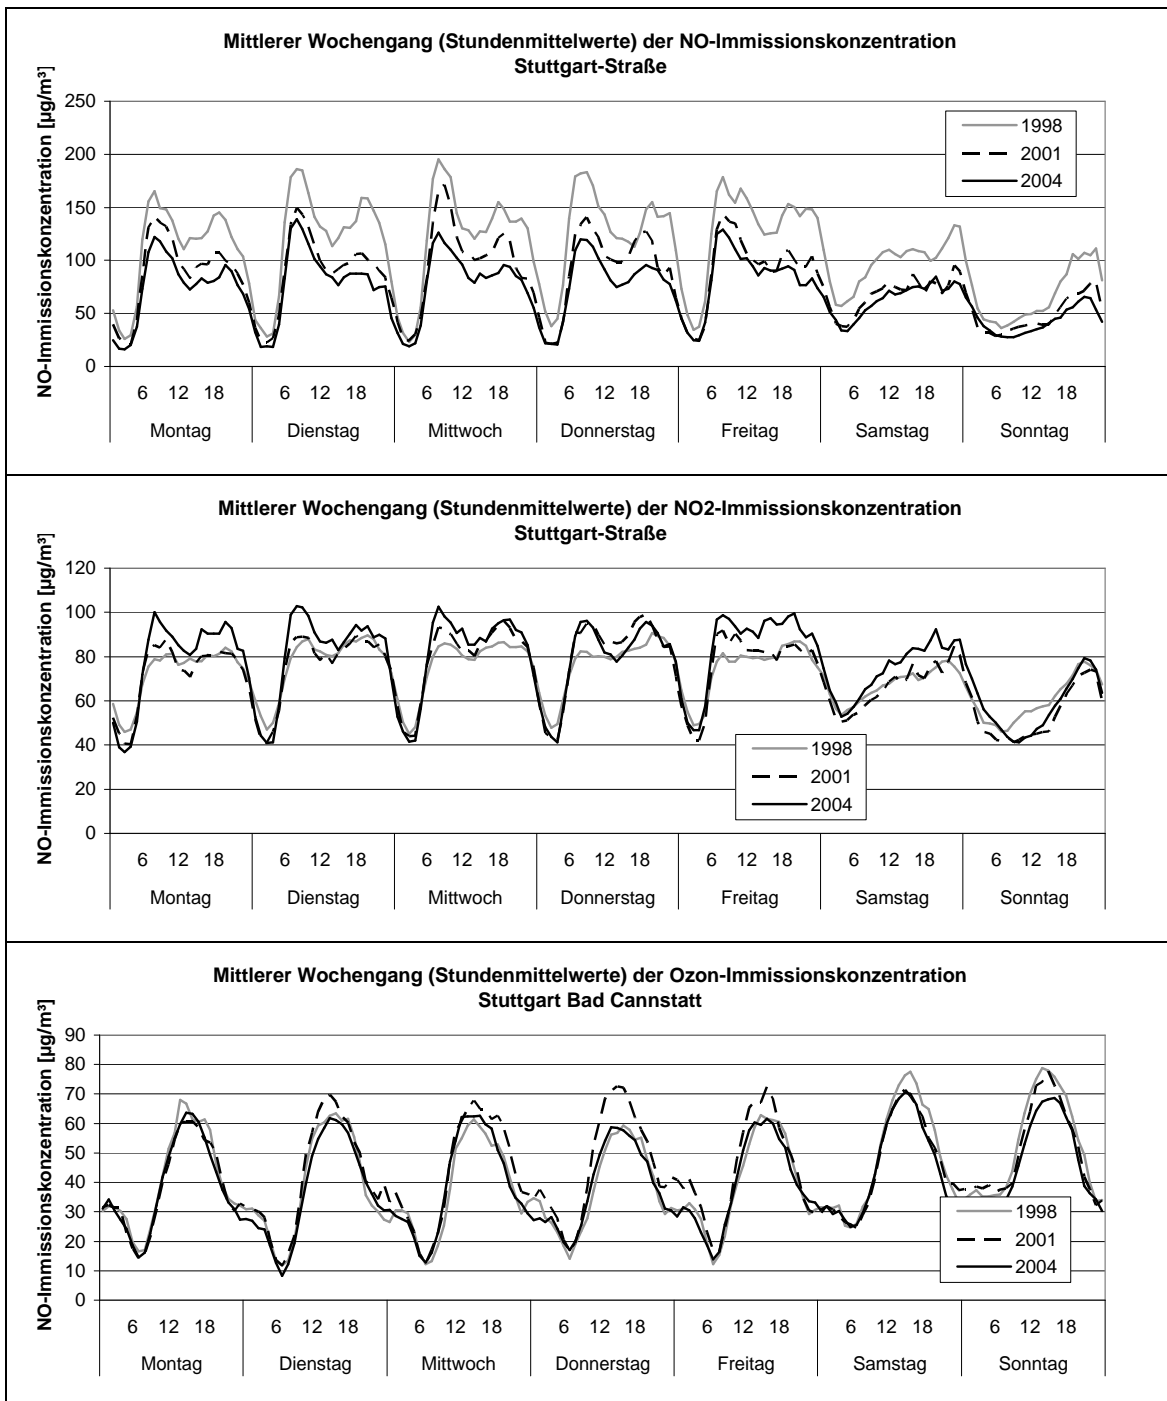 Mittlerer Wochengang (Stundenmittelwerte) der NO-Immissionskonzentration
Stuttgart-Straße
NO-Immissionskonzentration [µg/m³]
250
200
150
100
50
0
1998
2001
2004
6 12 18 6 12 18 6 12 18 6 12 18 6 12 18 6 12 18 6 12 18
Montag Dienstag Mittwoch Donnerstag Freitag Samstag Sonntag
Mittlerer Wochengang (Stundenmittelwerte) der NO2-Immissionskonzentration
Stuttgart-Straße
NO-Immissionskonzentration [µg/m³]
120
100
80
60
40
20
0
1998
2001
2004
6 12 18 6 12 18 6 12 18 6 12 18 6 12 18 6 12 18 6 12 18
Montag Dienstag Mittwoch Donnerstag Freitag Samstag Sonntag
Mittlerer Wochengang (Stundenmittelwerte) der Ozon-Immissionskonzentration
Stuttgart Bad Cannstatt
NO-Immissionskonzentration [µg/m³]
90
80
70
60
50
40
30
20
10
0
1998
2001
2004
6 12 18 6 12 18 6 12 18 6 12 18 6 12 18 6 12 18 6 12 18
Montag Dienstag Mittwoch Donnerstag Freitag Samstag Sonntag